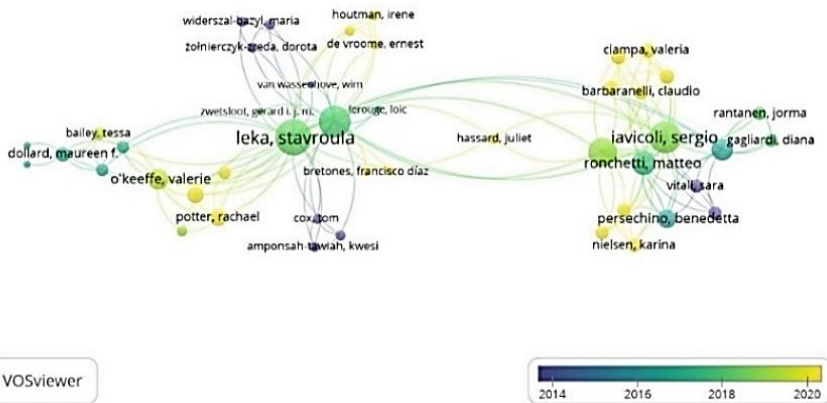 widerszal-bazyl, maria
houtman, irene
żołnierczyk-zreda, dorota
de vroome, ernest
ciampa, valeria
van wassenhove, wim
barbaranelli, claudio
zwetsloot, gerard i. j. m.
lerouge, loic
rantanen, jorma
bailey, tessa
leka, stavroula
hassard, juliet
iavicoli, sergio
gagliardi, diana
dollard, maureen f.
ronchetti, matteo
o'keeffe, valerie
bretones, francisco díaz
vitali, sara
potter, rachael
cox, tom
persechino, benedetta
amponsah-tawiah, kwesi
nielsen, karina
VOSviewer
2014 2016 2018 2020